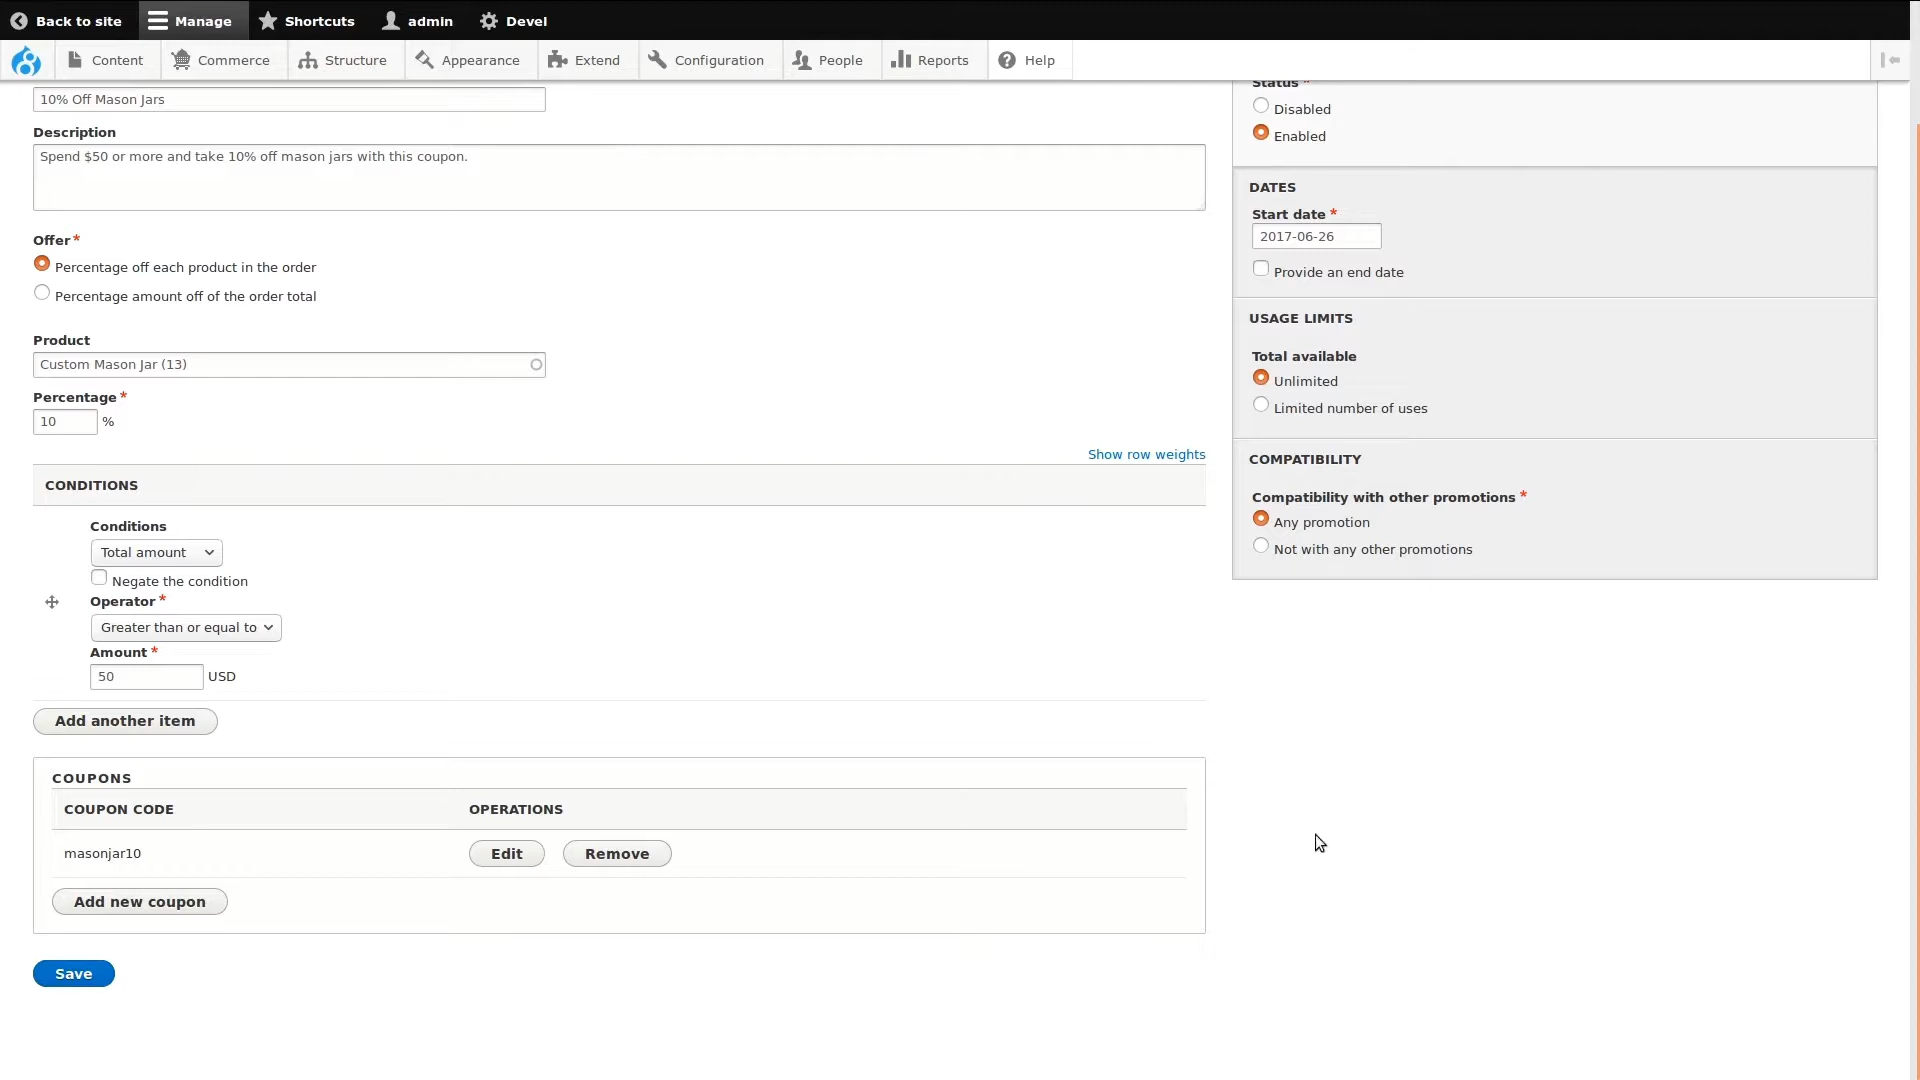 Back to site
Manage
Shortcuts
admin
Devel
Content
Commerce
Structure
Appearance
Extend
Configuration
People
Reports
Help
10% Off Mason Jars
Description
Spend $50 or more and take 10% off mason jars with this coupon.
Offer *
Percentage off each product in the order
Percentage amount off of the order total
Product
Custom Mason Jar (13)
Percentage *
10 %
Show row weights
CONDITIONS
Conditions
Total amount
Negate the condition
Operator *
Greater than or equal to
Amount *
50 USD
Add another item
COUPONS
COUPON CODE OPERATIONS
masonjar10 Edit Remove
Add new coupon
Save
Status *
Disabled
Enabled
DATES
Start date *
2017-06-26
Provide an end date
USAGE LIMITS
Total available
Unlimited
Limited number of uses
COMPATIBILITY
Compatibility with other promotions *
Any promotion
Not with any other promotions